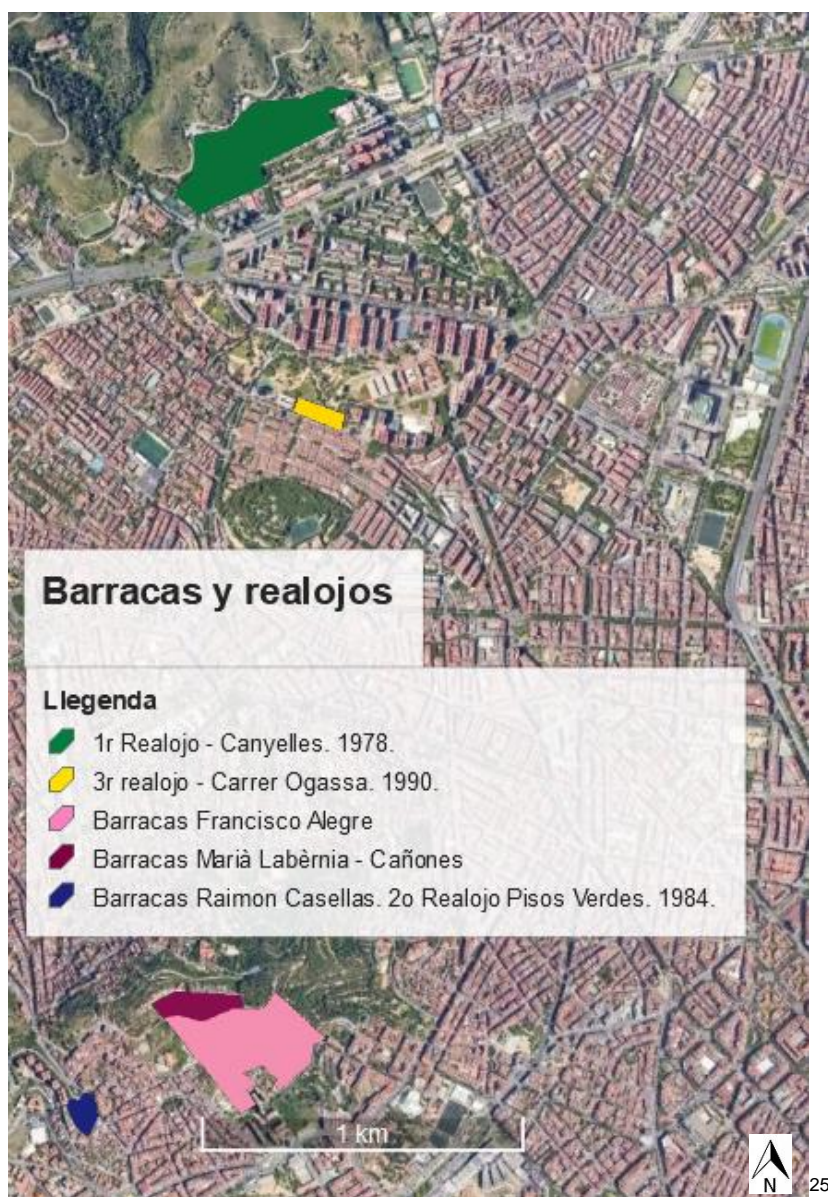 Barracas y realojos
Llegenda
1r Realojo - Canyelles. 1978.
3r realojo - Carrer Ogassa. 1990.
Barracas Francisco Alegre
Barracas Marià Labèrnia - Cañones
Barracas Raimon Casellas. 2o Realojo Pisos Verdes. 1984.
1 km
N
25